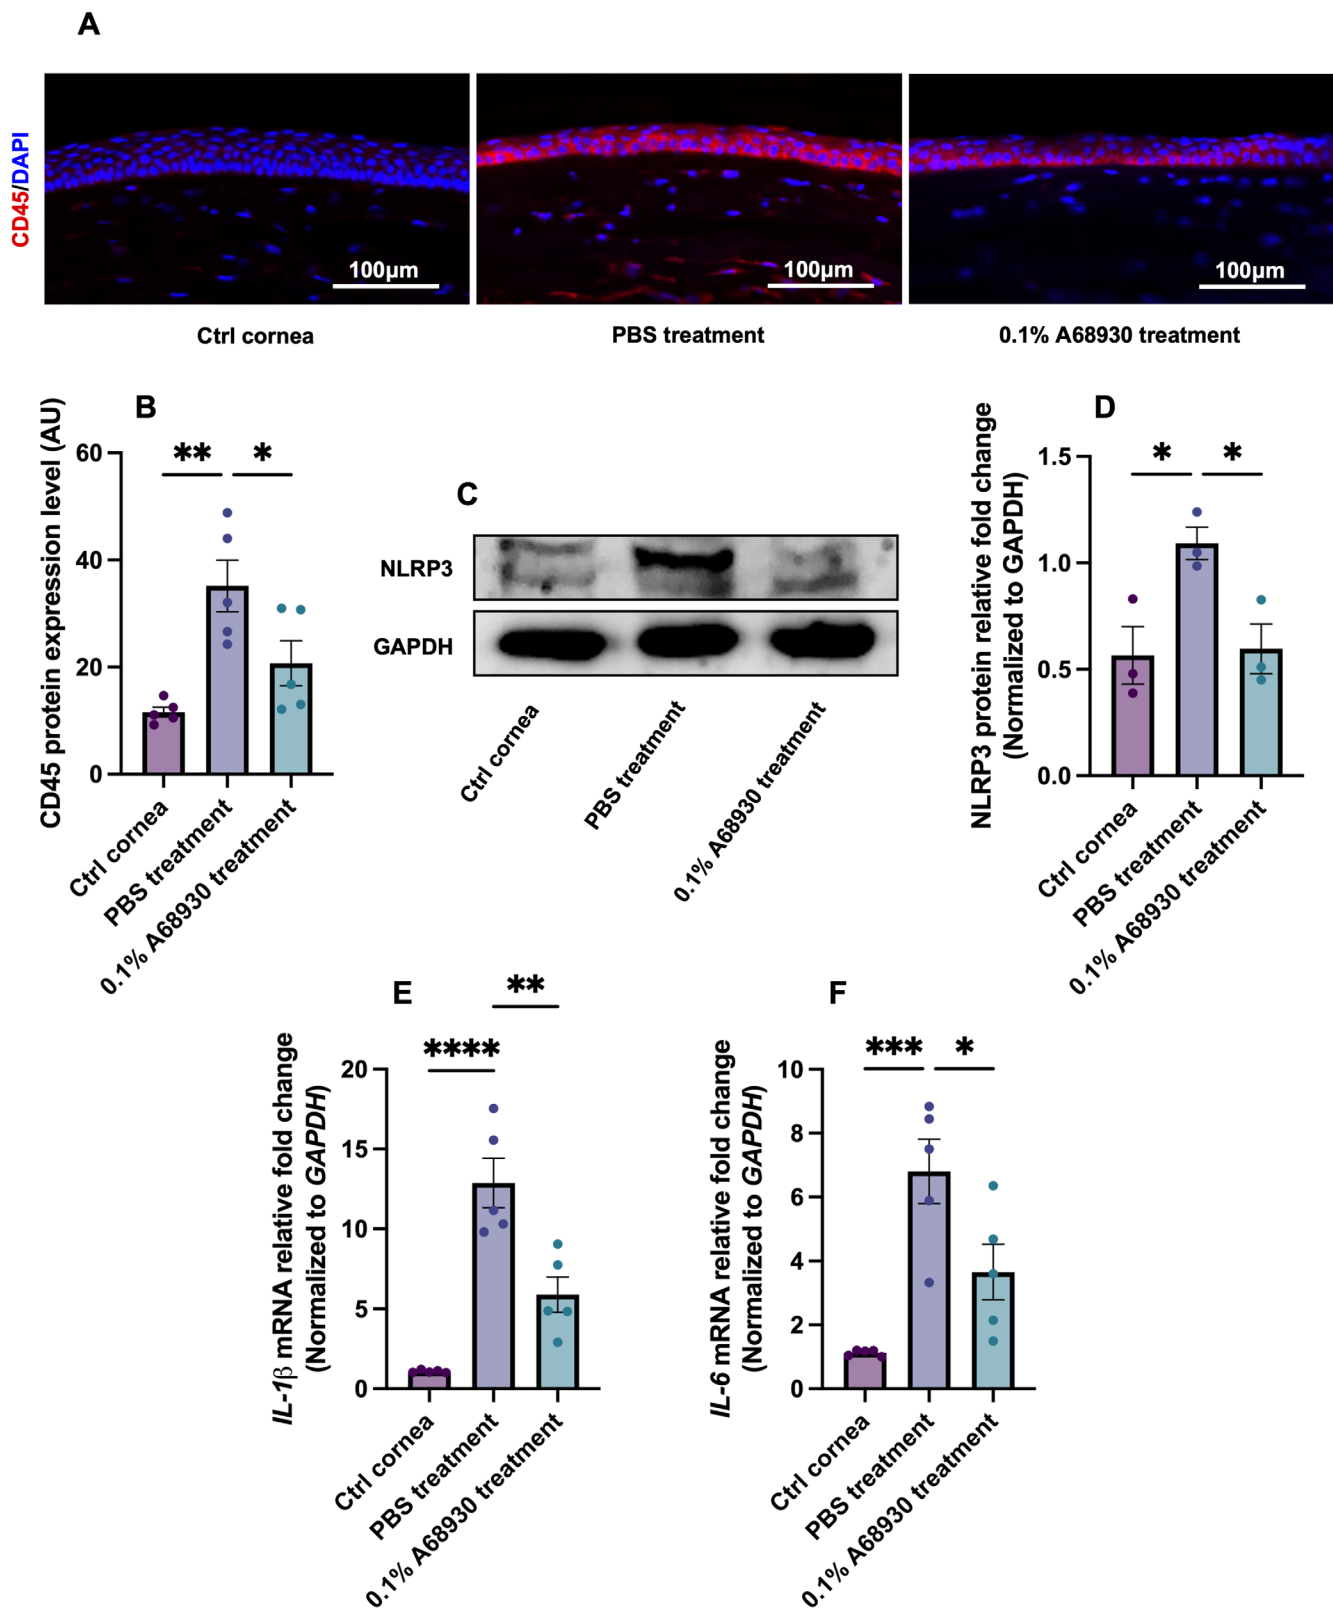 A
CD45/DAPI
100µm
100µm
100µm
Ctrl cornea
PBS treatment
0.1% A68930 treatment
B
CD45 protein expression level (AU)
60
40
20
0
** *
Ctrl cornea
PBS treatment
0.1% A68930 treatment
C
NLRP3
GAPDH
Ctrl cornea
PBS treatment
0.1% A68930 treatment
D
NLRP3 protein relative fold change
(Normalized to GAPDH)
1.5
1.0
0.5
0.0
* *
Ctrl cornea
PBS treatment
0.1% A68930 treatment
E
IL-1β mRNA relative fold change
(Normalized to GAPDH)
20
15
10
5
0
**
****
Ctrl cornea
PBS treatment
0.1% A68930 treatment
F
IL-6 mRNA relative fold change
(Normalized to GAPDH)
10
8
6
4
2
0
*** *
Ctrl cornea
PBS treatment
0.1% A68930 treatment